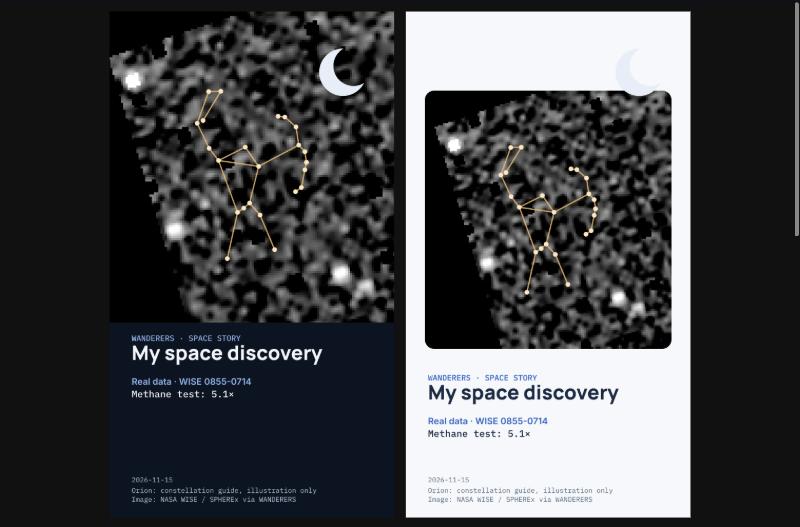 WANDERERS · SPACE STORY
My space discovery
Real data · WISE 0855-0714
Methane test: 5.1×
2026-11-15
Orion: constellation guide, illustration only
Image: NASA WISE / SPHEREx via WANDERERS
WANDERERS · SPACE STORY
My space discovery
Real data · WISE 0855-0714
Methane test: 5.1×
2026-11-15
Orion: constellation guide, illustration only
Image: NASA WISE / SPHEREx via WANDERERS